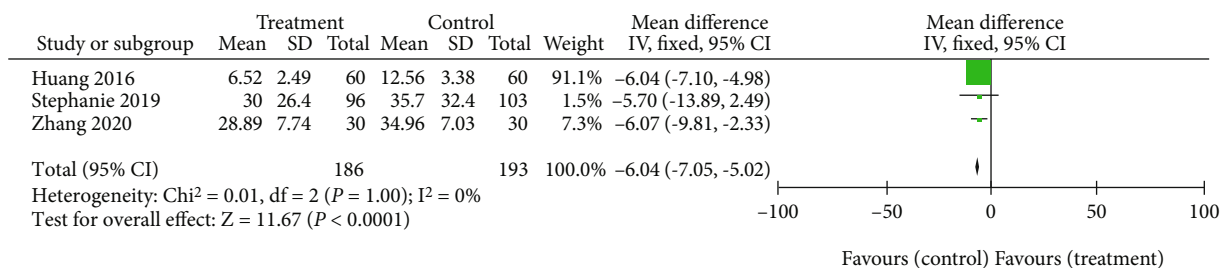 Treatment Control Mean difference Mean difference
Study or subgroup Mean SD Total Mean SD Total Weight IV, fixed, 95% CI IV, fixed, 95% CI
Huang 2016 6.52 2.49 60 12.56 3.38 60 91.1% −6.04 (-7.10, -4.98)
Stephanie 2019 30 26.4 96 35.7 32.4 103 1.5% −5.70 (-13.89, 2.49)
Zhang 2020 28.89 7.74 30 34.96 7.03 30 7.3% −6.07 (-9.81, -2.33)
Total (95% CI) 186 193 100.0% −6.04 (-7.05, -5.02)
Heterogeneity: Chi² = 0.01, df = 2 (P = 1.00); I² = 0%
Test for overall effect: Z = 11.67 (P < 0.0001)
−100 −50 0 50 100
Favours (control) Favours (treatment)